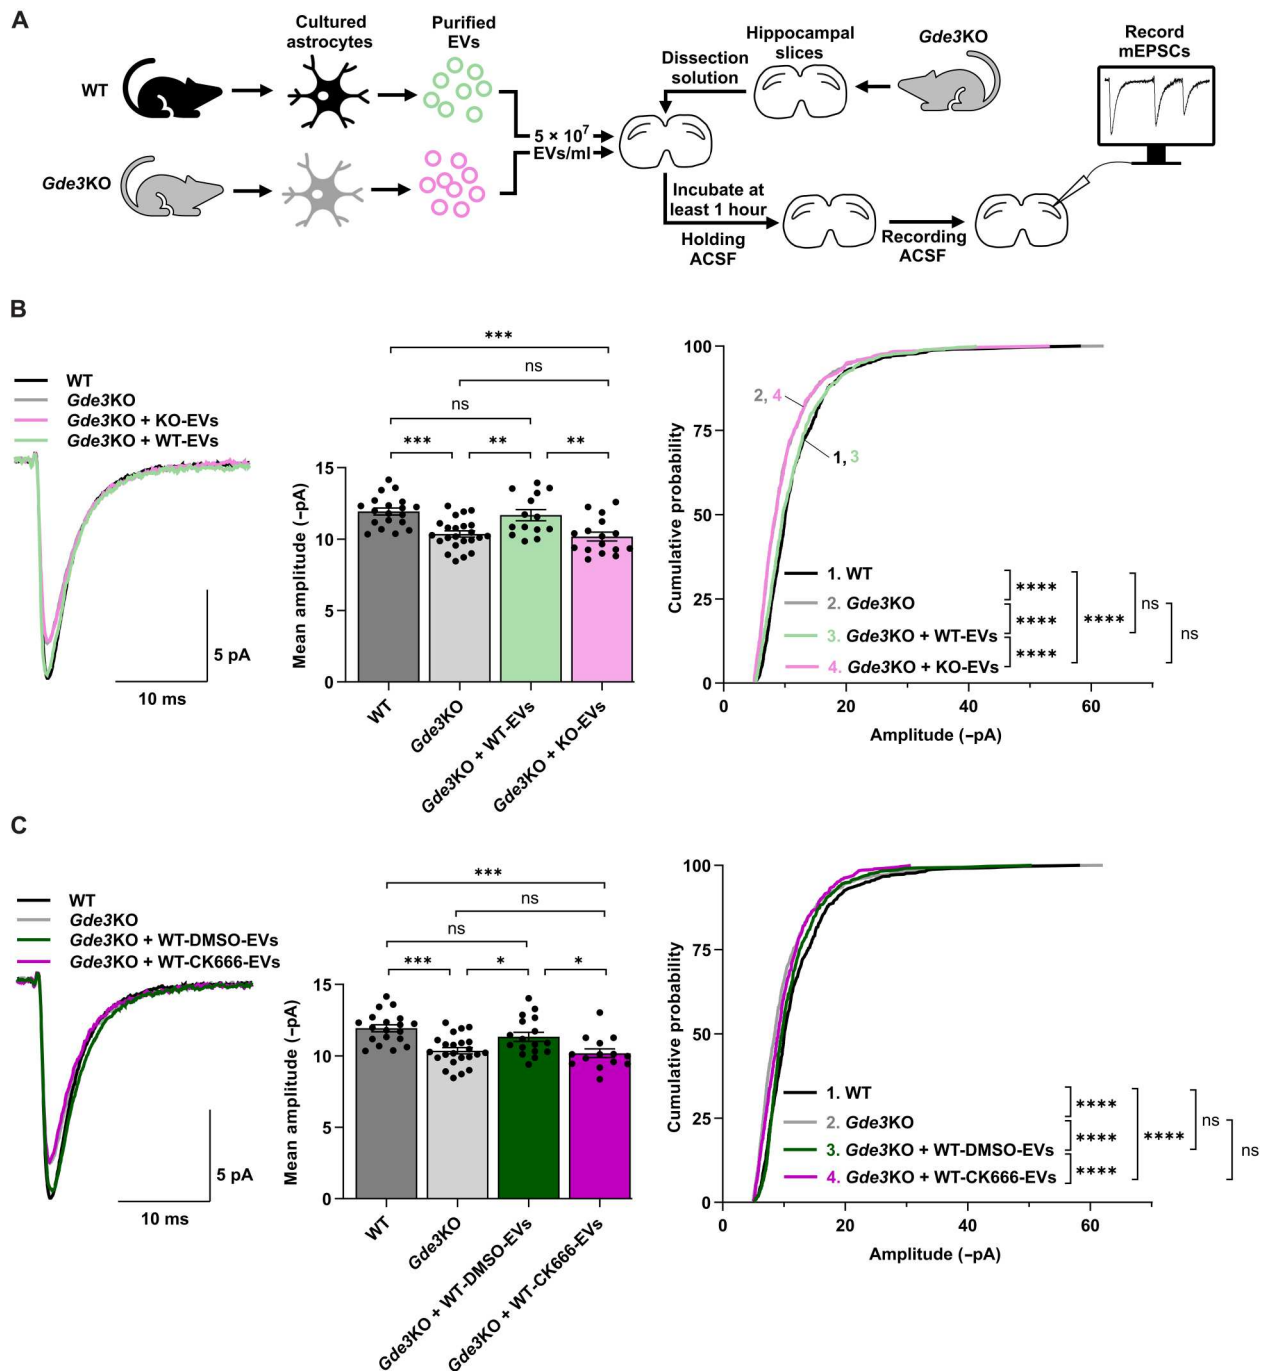 A
Cultured
astrocytes
Purified
EVs
Hippocampal
slices
Gde3KO
Record
mEPSCs
Dissection
solution
WT
5 × 10⁷
EVs/ml
Gde3KO
Incubate at
least 1 hour
Holding
ACSF
Recording
ACSF
B
WT
Gde3KO
Gde3KO + KO-EVs
Gde3KO + WT-EVs
5 pA
10 ms
***
ns
ns
***
**
**
15
10
5
0
Mean amplitude (–pA)
WT
Gde3KO
Gde3KO + WT-EVs
Gde3KO + KO-EVs
100
75
50
25
0
Cumulative probability
2, 4
1, 3
1. WT
2. Gde3KO
3. Gde3KO + WT-EVs
4. Gde3KO + KO-EVs
****
****
****
****
ns
ns
0
20
40
60
Amplitude (–pA)
C
WT
Gde3KO
Gde3KO + WT-DMSO-EVs
Gde3KO + WT-CK666-EVs
5 pA
10 ms
***
ns
ns
***
*
*
15
10
5
0
Mean amplitude (–pA)
WT
Gde3KO
Gde3KO + WT-DMSO-EVs
Gde3KO + WT-CK666-EVs
100
75
50
25
0
Cumulative probability
1. WT
2. Gde3KO
3. Gde3KO + WT-DMSO-EVs
4. Gde3KO + WT-CK666-EVs
****
****
****
****
ns
ns
0
20
40
60
Amplitude (–pA)